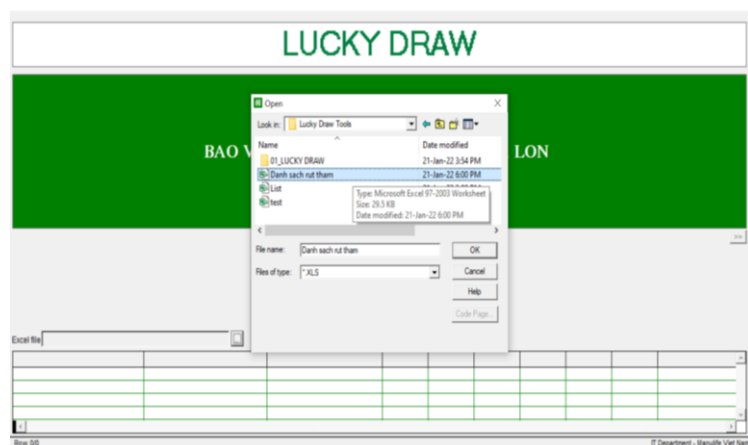 LUCKY DRAW
Open
Look in: Lucky Draw Tools
Name Date modified
BAO V LON
01_LUCKY DRAW 21-Jan-22 3:54 PM
Danh sach rut tham 21-Jan-22 6:00 PM
List
test
Type: Microsoft Excel 97-2003 Worksheet
Size: 29.5 KB
Date modified: 21-Jan-22 6:00 PM
>>
File name: Danh sach rut tham OK
Files of type: *.XLS Cancel
Help
Code Page...
Excel file
Row 0/0 IT Department - Manulife Viet Nam